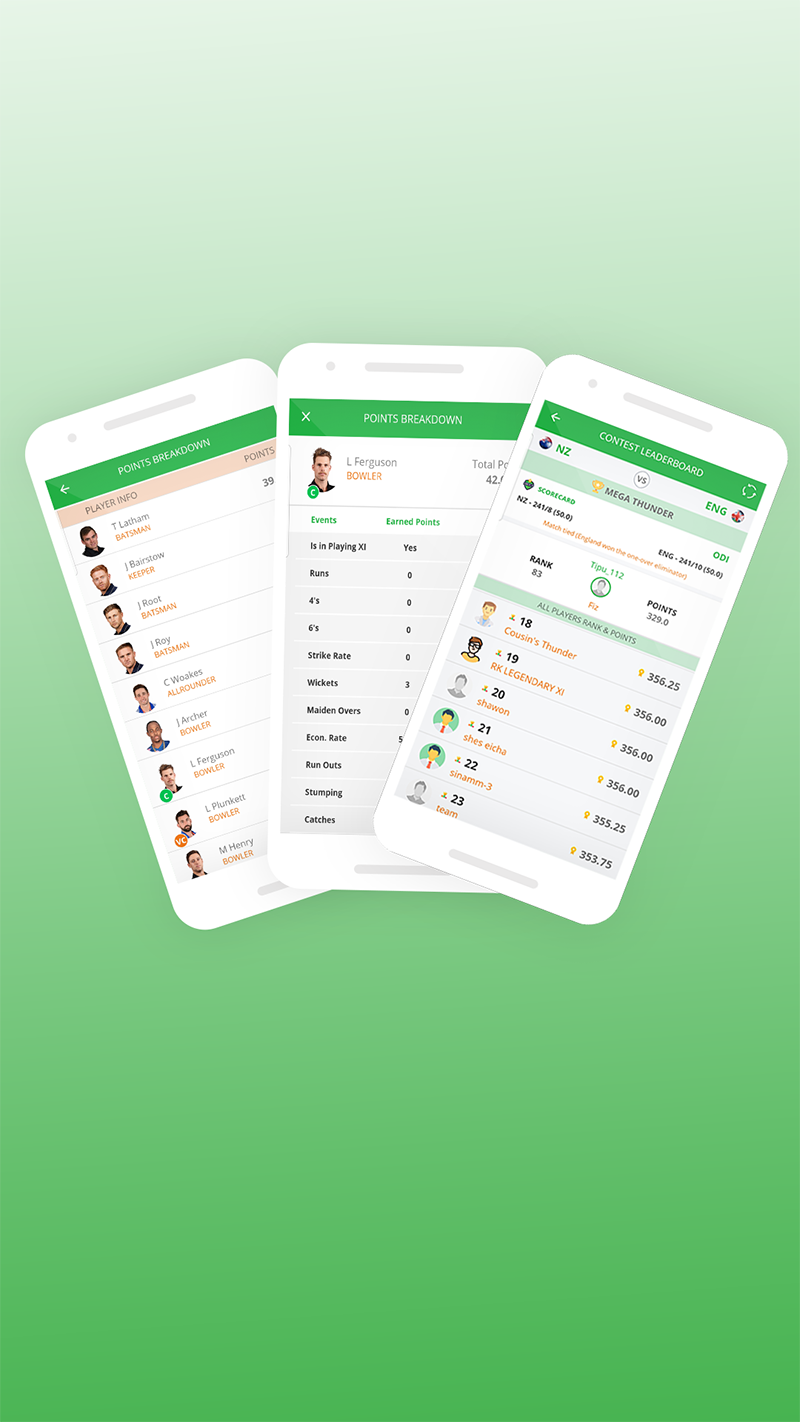 POINTS BREAKDOWN
PLAYER INFO
POINTS
T Latham
BATSMAN
39
J Bairstow
KEEPER
J Root
BATSMAN
J Roy
BATSMAN
C Woakes
ALLROUNDER
J Archer
BOWLER
L Ferguson
BOWLER
C
L Plunkett
BOWLER
VC
M Henry
BOWLER
POINTS BREAKDOWN
L Ferguson
BOWLER
C
Total Po
42.
Events
Earned Points
Is in Playing XI
Yes
Runs
0
4's
0
6's
0
Strike Rate
0
Wickets
3
Maiden Overs
0
Econ. Rate
5
Run Outs
Stumping
Catches
CONTEST LEADERBOARD
NZ
VS
ENG
MEGA THUNDER
SCORECARD
ODI
NZ - 241/8 (50.0)
ENG - 241/10 (50.0)
Match tied (England won the one-over eliminator)
RANK
83
Tipu_112
Fiz
POINTS
329.0
ALL PLAYERS RANK & POINTS
18
Cousin's Thunder
356.25
19
RK LEGENDARY XI
356.00
20
shawon
356.00
21
shes eicha
356.00
22
sinamm-3
355.25
23
team
353.75